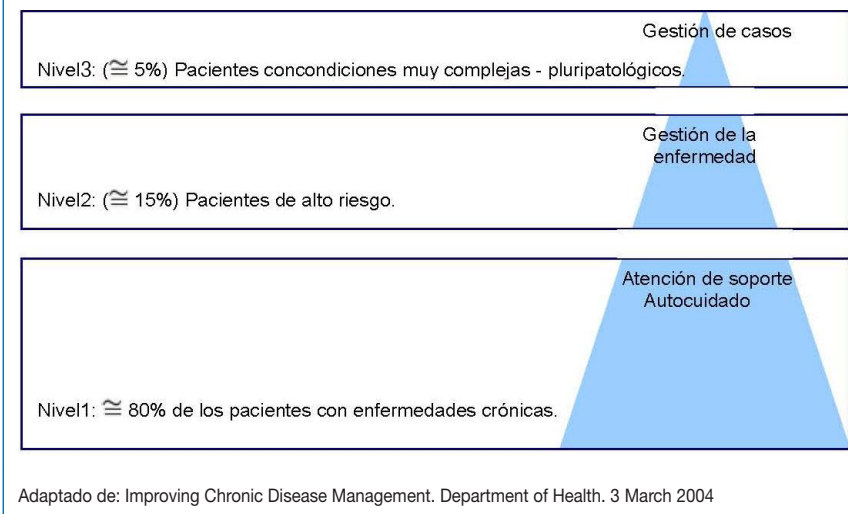 Gestión de casos
Nivel3: (≅ 5%) Pacientes concondiciones muy complejas - pluripatológicos.
Gestión de la
enfermedad
Nivel2: (≅ 15%) Pacientes de alto riesgo.
Atención de soporte
Autocuidado
Nivel1: ≅ 80% de los pacientes con enfermedades crónicas.
Adaptado de: Improving Chronic Disease Management. Department of Health. 3 March 2004